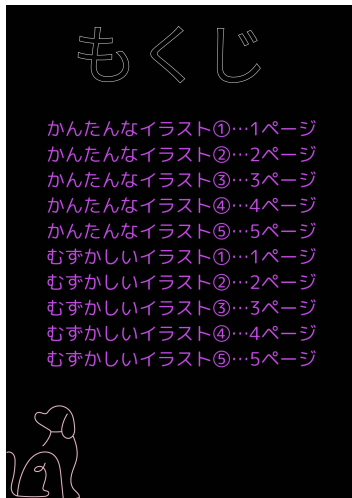 もくじ
かんたんなイラスト①…1ページ
かんたんなイラスト②…2ページ
かんたんなイラスト③…3ページ
かんたんなイラスト④…4ページ
かんたんなイラスト⑤…5ページ
むずかしいイラスト①…1ページ
むずかしいイラスト②…2ページ
むずかしいイラスト③…3ページ
むずかしいイラスト④…4ページ
むずかしいイラスト⑤…5ページ